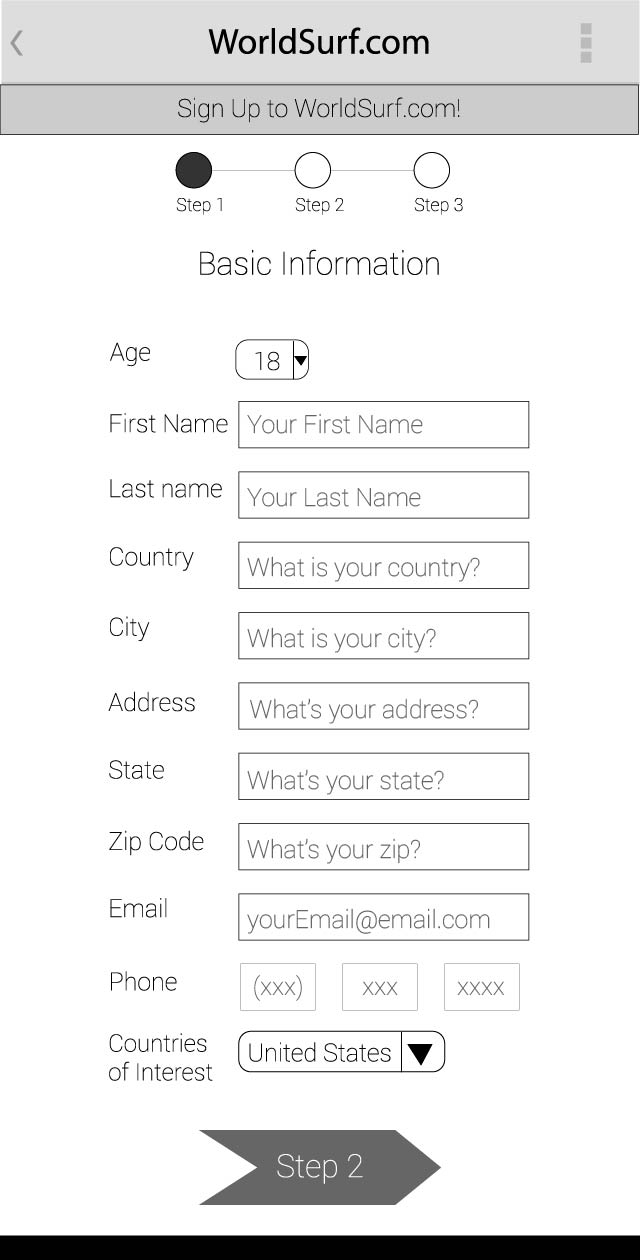 WorldSurf.com
Sign Up to WorldSurf.com!
Step 1 Step 2 Step 3
Basic Information
Age 18
First Name Your First Name
Last name Your Last Name
Country What is your country?
City What is your city?
Address What's your address?
State What's your state?
Zip Code What's your zip?
Email yourEmail@email.com
Phone (xxx) xxx xxxx
Countries
of Interest United States
Step 2